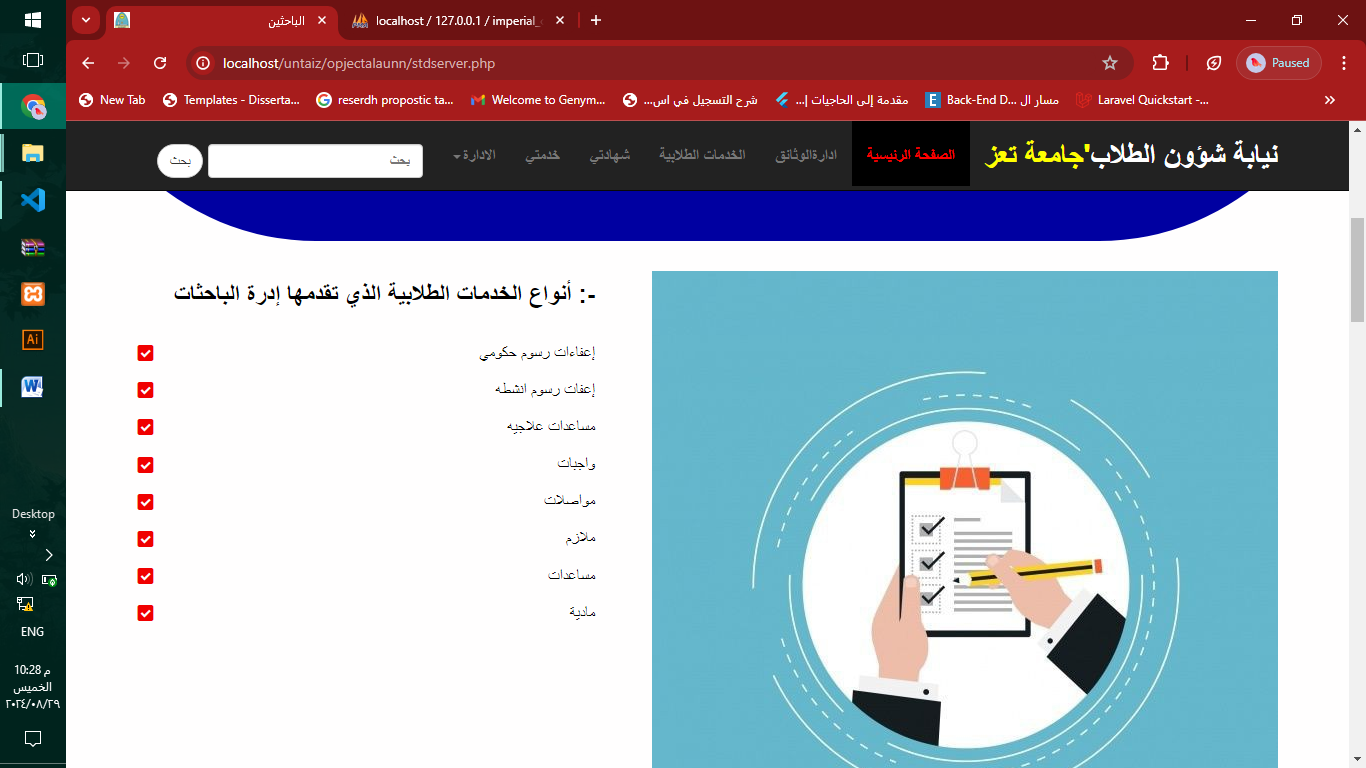 الباحثين
localhost / 127.0.0.1 / imperial_
localhost/untaiz/opjectalaunn/stdserver.php
Paused
New Tab
Templates - Disserta...
reserdh propostic ta...
Welcome to Genym...
شرح التسجيل في اس...
مقدمة إلى الحاجيات |...
Back-End D... مسار ال
Laravel Quickstart -...
نيابة شؤون الطلاب'جامعة تعز
الصفحة الرئيسية
ادارةالوثائق
الخدمات الطلابية
شهادتي
خدمتي
الادارة
بحث
بحث
-: أنواع الخدمات الطلابية الذي تقدمها إدرة الباحثات
إعفاءات رسوم حكومي
إعفات رسوم انشطه
مساعدات علاجيه
واجبات
مواصلات
ملازم
مساعدات
مادية
Ai
W
Desktop
ENG
10:28 م
الخميس
٢٠٢٤/٠٨/٢٩